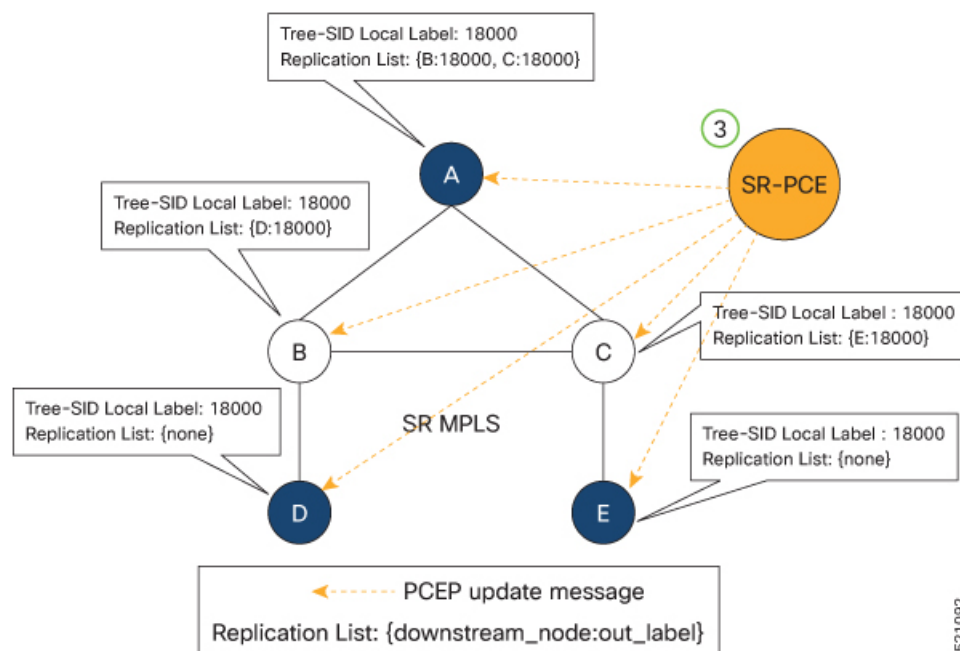 Tree-SID Local Label: 18000
Replication List: {B:18000, C:18000}
3
A
SR-PCE
Tree-SID Local Label: 18000
Replication List: {D:18000}
B
C
Tree-SID Local Label : 18000
Replication List: {E:18000}
Tree-SID Local Label: 18000
Replication List: {none}
SR MPLS
Tree-SID Local Label : 18000
Replication List: {none}
D
E
PCEP update message
Replication List: {downstream_node:out_label}